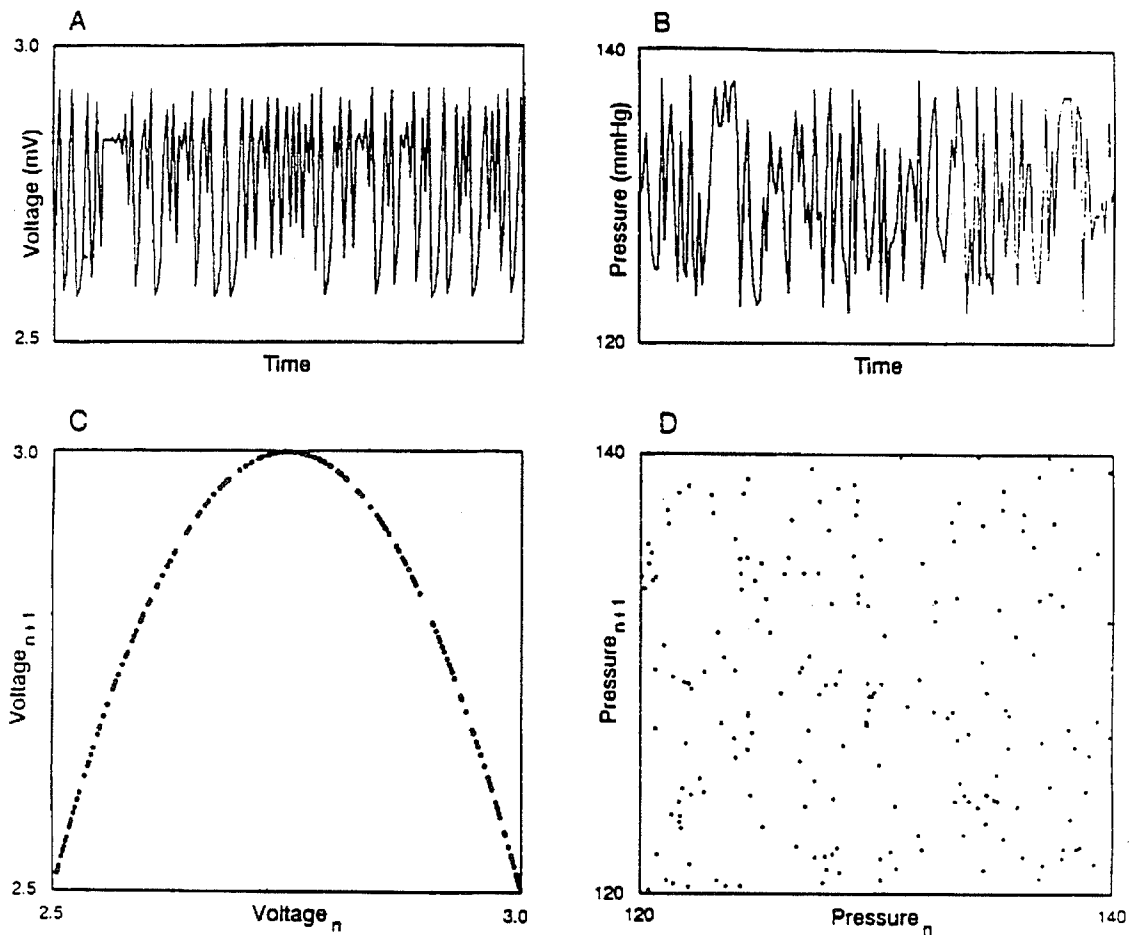 A
3.0
Voltage (mV)
2.5
Time
B
140
Pressure (mmHg)
120
Time
C
3.0
Voltage n+1
2.5
2.5
Voltage n
3.0
D
140
Pressure n+1
120
120
Pressure n
140